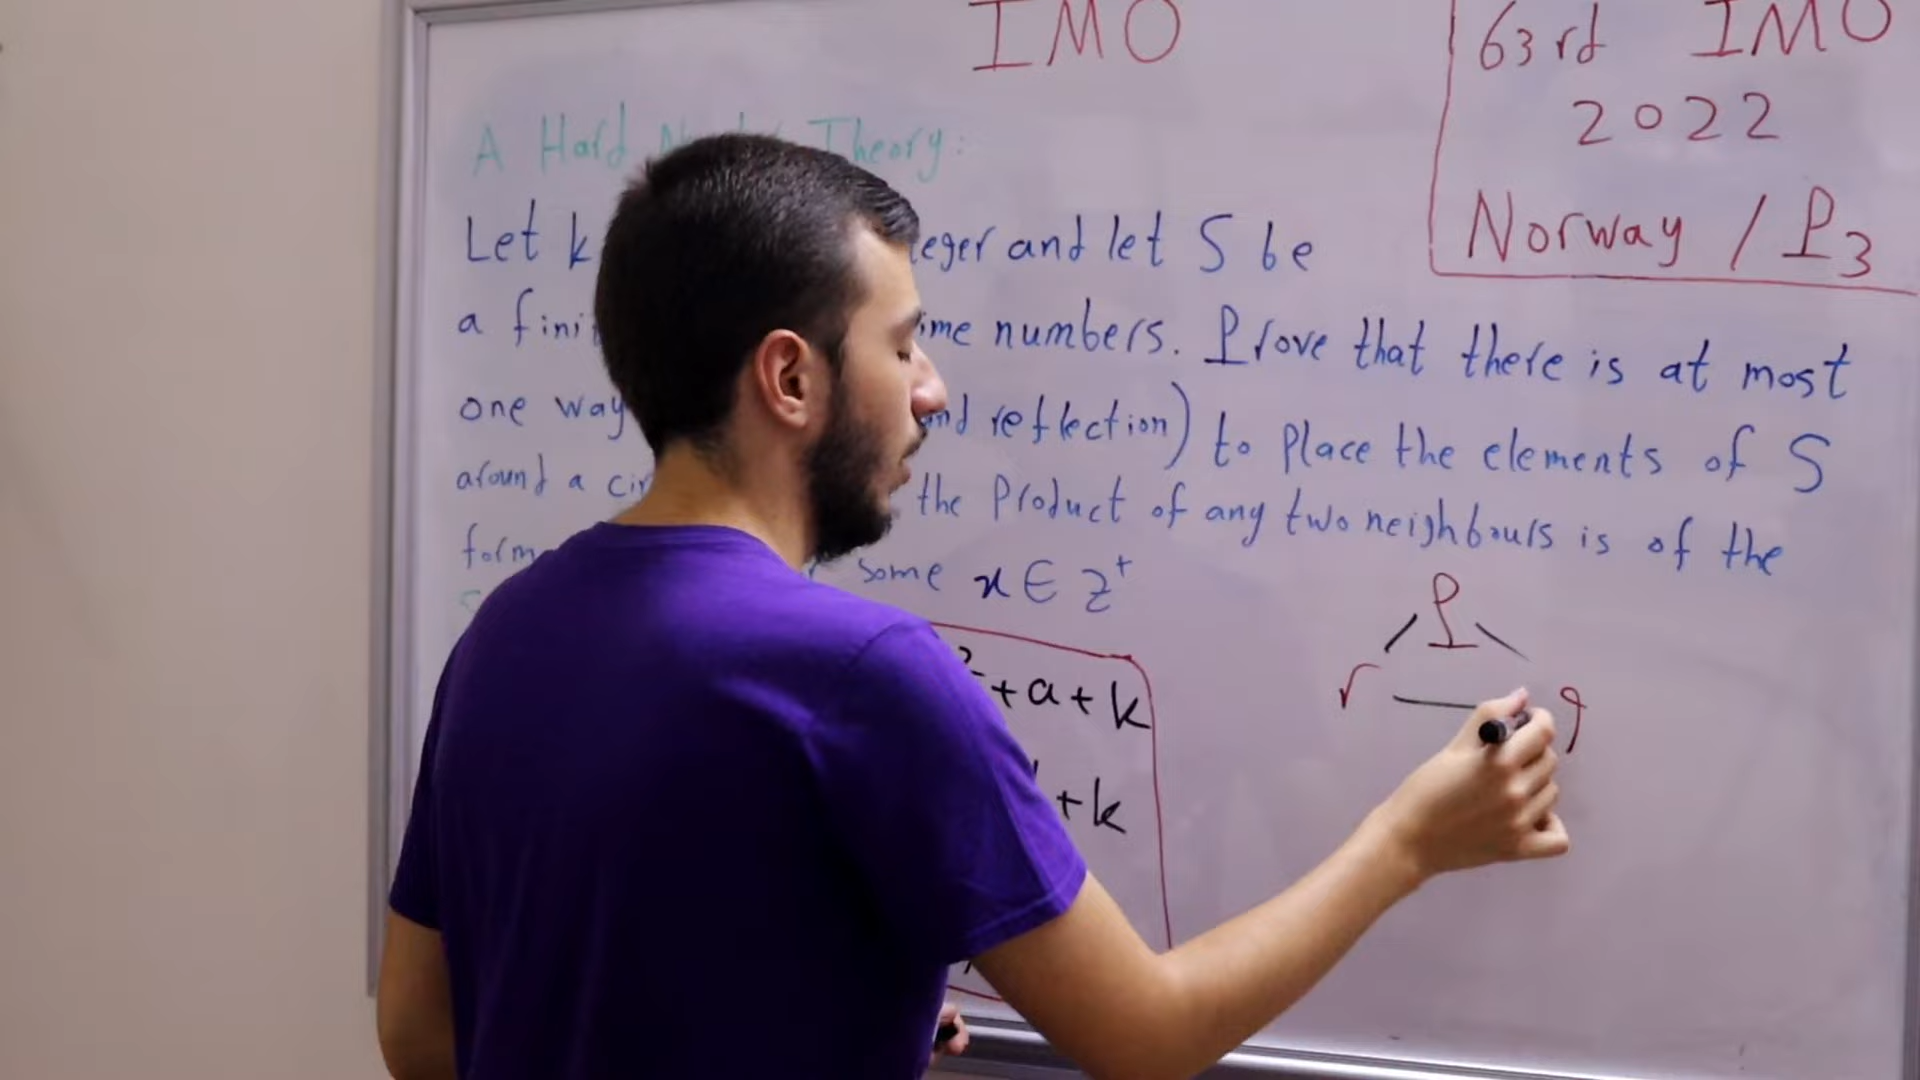 IMO
63rd IMO
2022
Norway / P3
A Hard Theory:
Let k eger and let S be
a fini ime numbers. Prove that there is at most
one way and reflection) to place the elements of S
around a cir the product of any two neighbours is of the
form some x ∈ Z⁺
P
r q
+ a + k
+ k